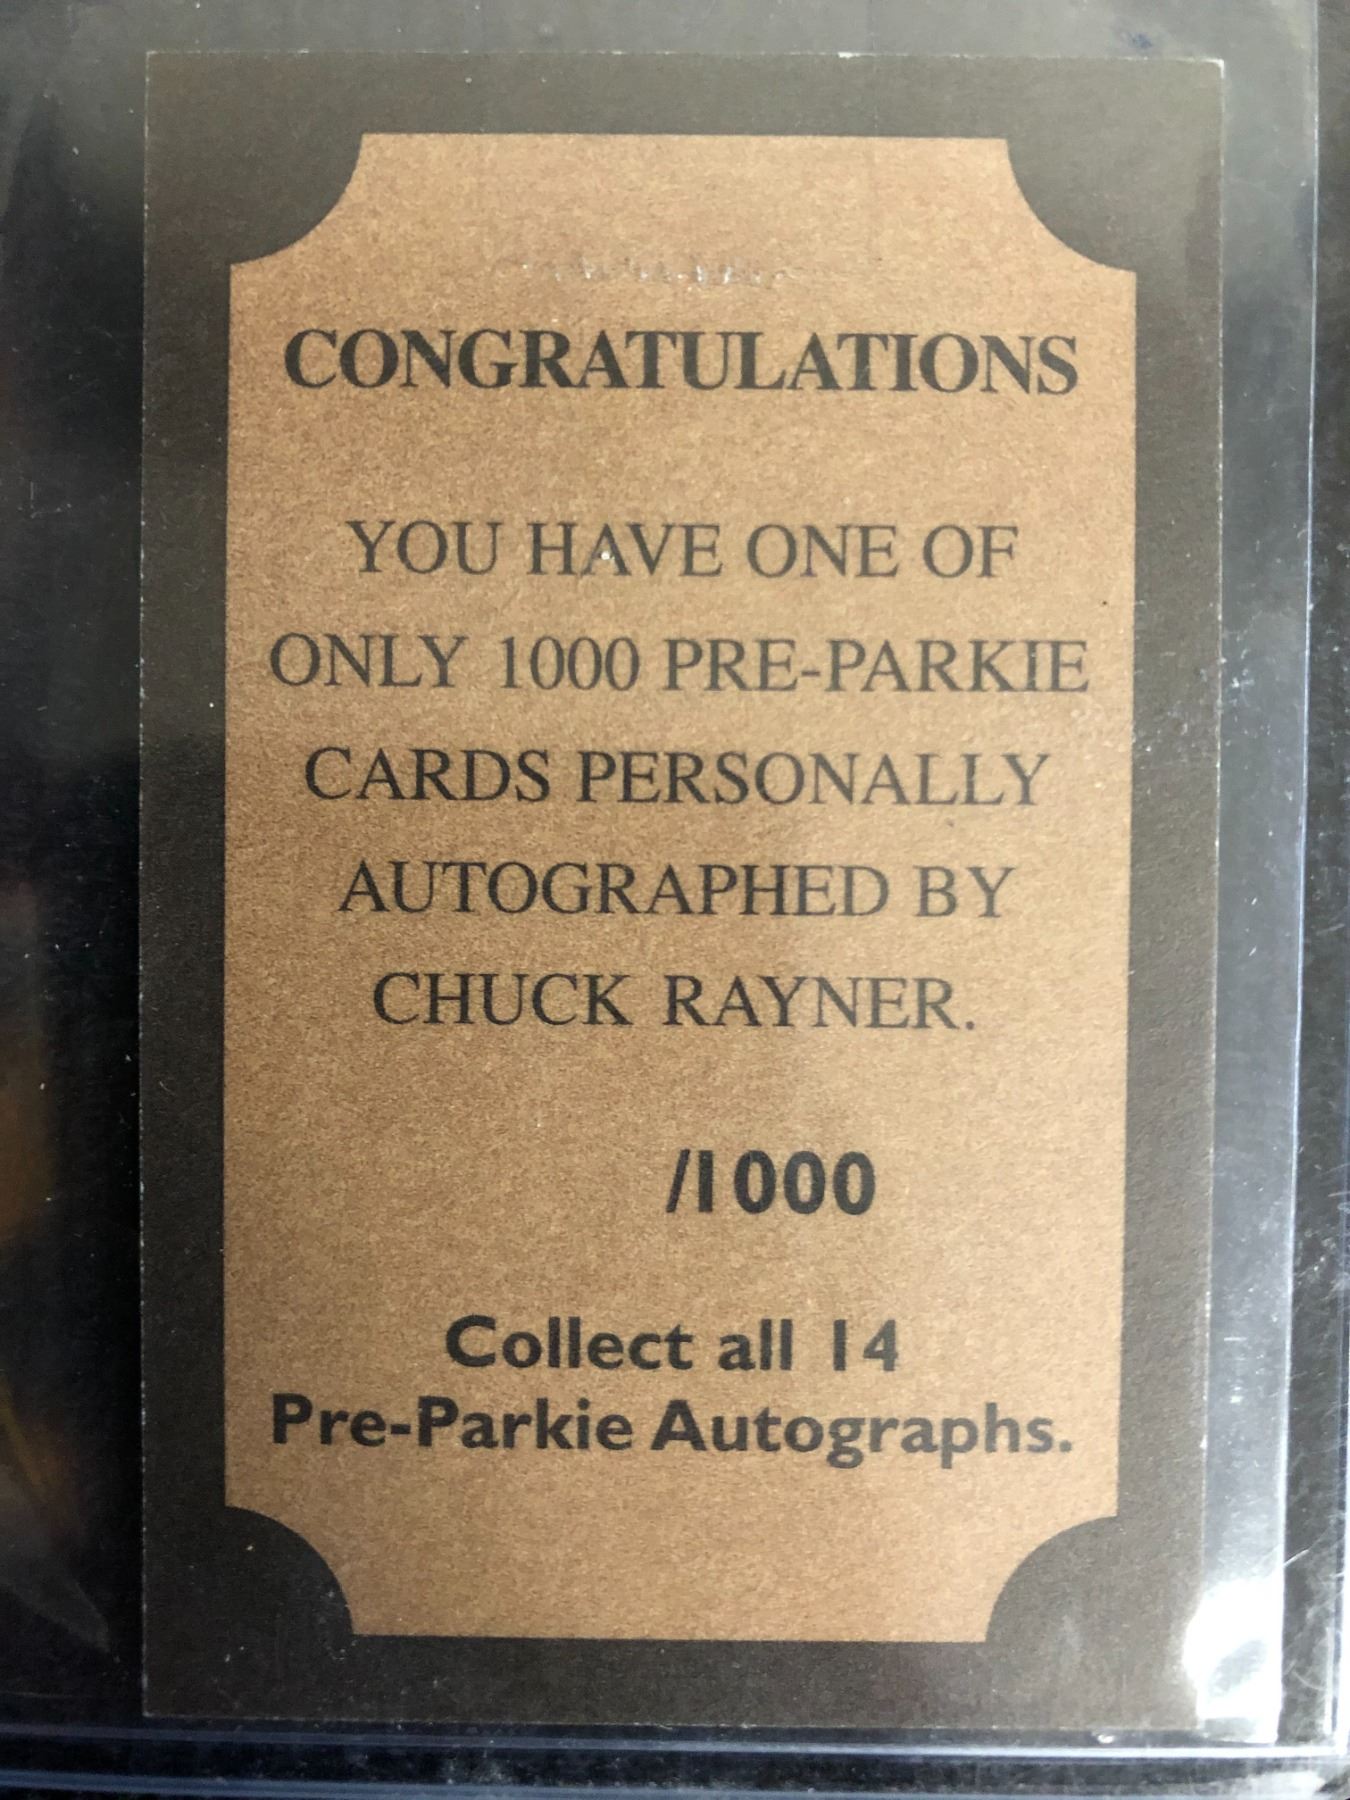 CONGRATULATIONS
YOU HAVE ONE OF
ONLY 1000 PRE-PARKIE
CARDS PERSONALLY
AUTOGRAPHED BY
CHUCK RAYNER.
/1000
Collect all 14
Pre-Parkie Autographs.